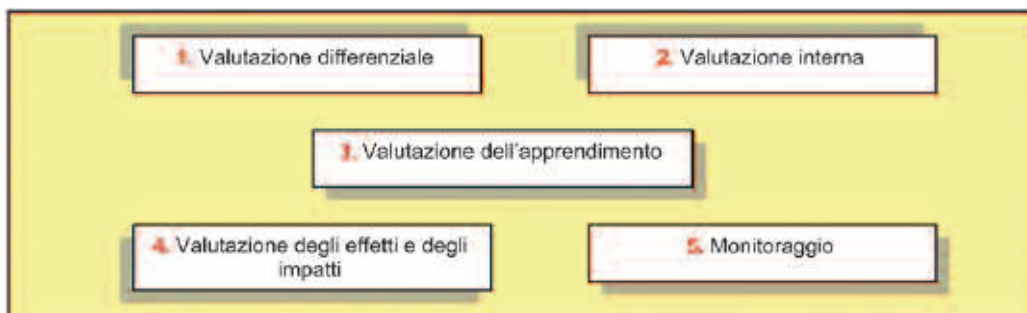 1. Valutazione differenziale
2. Valutazione interna
3. Valutazione dell'apprendimento
4. Valutazione degli effetti e degli
impatti
5. Monitoraggio